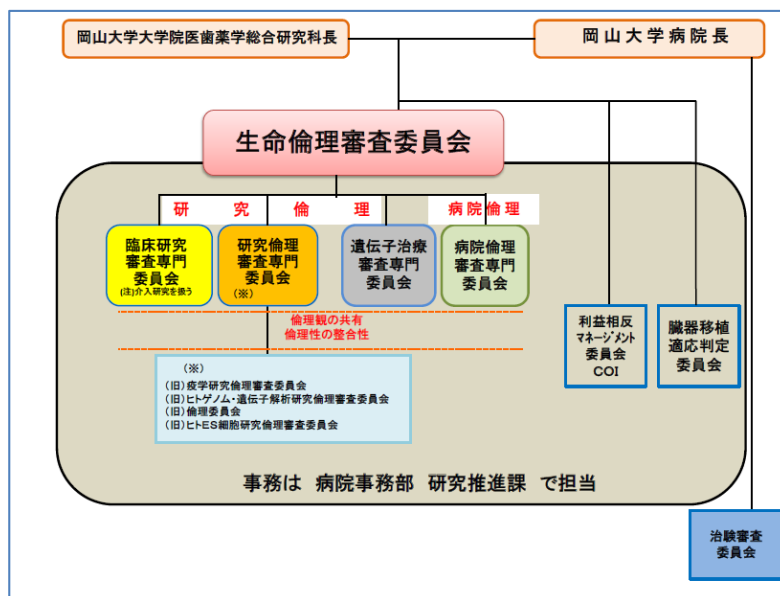 岡山大学大学院医歯薬学総合研究科長
岡山大学病院長
生命倫理審査委員会
研究倫理
病院倫理
臨床研究
審査専門
委員会
(注)介入研究を扱う
研究倫理
審査専門
委員会
(※)
遺伝子治療
審査専門
委員会
病院倫理
審査専門
委員会
倫理観の共有
倫理性の整合性
利益相反
マネージメント
委員会
COI
臓器移植
適応判定
委員会
(※)
(旧)疫学研究倫理審査委員会
(旧)ヒトゲノム・遺伝子解析研究倫理審査委員会
(旧)倫理委員会
(旧)ヒトES細胞研究倫理審査委員会
事務は 病院事務部 研究推進課 で担当
治験審査
委員会